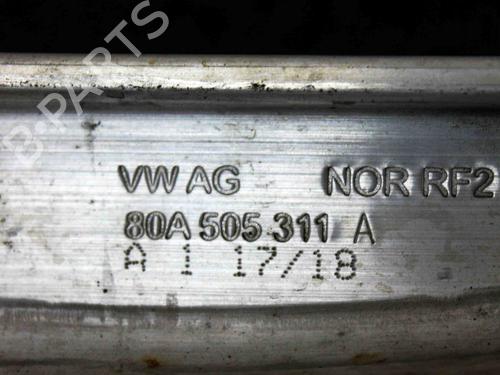 B-PARTS
VW AG NOR RF2
80A 505 311 A
A 1 17/18